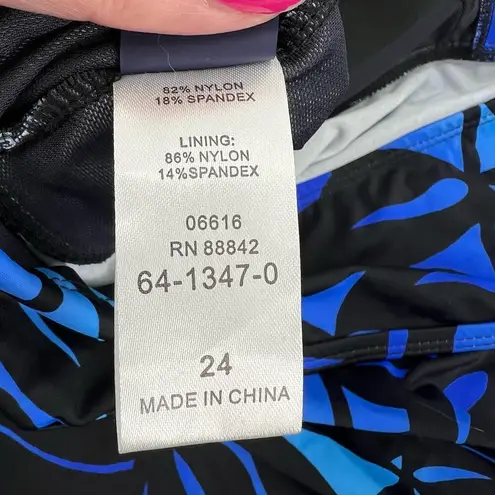 82% NYLON
18% SPANDEX
LINING:
86% NYLON
14%SPANDEX
06616
RN 88842
64-1347-0
24
MADE IN CHINA